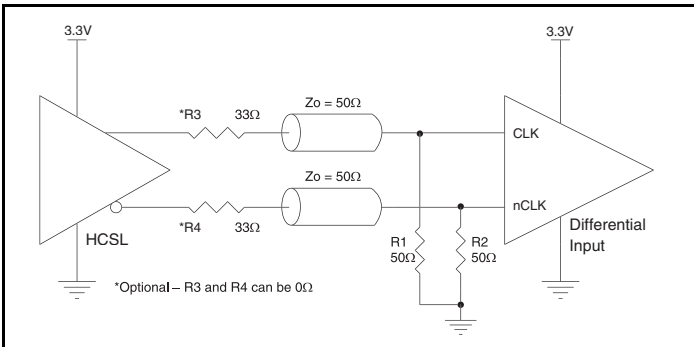 3.3V
3.3V
*R3 33Ω
Zo = 50Ω
CLK
Zo = 50Ω
nCLK
*R4 33Ω
HCSL
R1
50Ω
R2
50Ω
Differential
Input
*Optional – R3 and R4 can be 0Ω